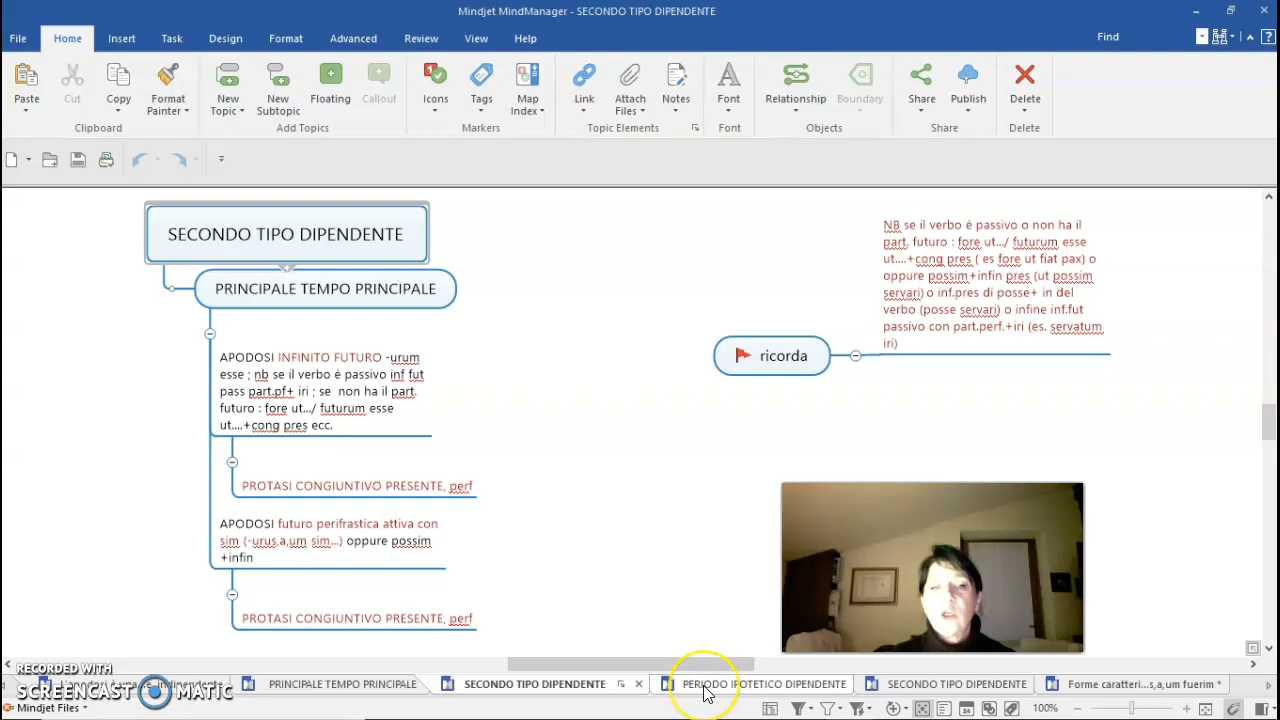 Mindjet MindManager - SECONDO TIPO DIPENDENTE
File Home Insert Task Design Format Advanced Review View Help Find
Paste Cut Copy Format Painter New Topic New Subtopic Floating Callout Icons Tags Map Index Link Attach Files Notes Font Relationship Boundary Share Publish Delete
Clipboard Add Topics Markers Topic Elements Font Objects Share Delete
SECONDO TIPO DIPENDENTE
PRINCIPALE TEMPO PRINCIPALE
APODOSI INFINITO FUTURO -urum
esse ; nb se il verbo è passivo inf fut
pass part.pf+ iri ; se non ha il part.
futuro : fore ut.../ futurum esse
ut....+cong pres ecc.
PROTASI CONGIUNTIVO PRESENTE, perf
APODOSI futuro perifrastica attiva con
sim (-urus,a,um sim...) oppure possim
+infin
PROTASI CONGIUNTIVO PRESENTE, perf
NB se il verbo è passivo o non ha il
part. futuro : fore ut.../ futurum esse
ut....+cong pres ( es fore ut fiat pax) o
oppure possim+infin pres (ut possim
servari) o inf.pres di posse+ in del
verbo (posse servari) o infine inf.fut
passivo con part.perf.+iri (es. servatum
iri)
ricorda
RECORDED WITH
SCREENCAST MATIC
PRINCIPALE TEMPO PRINCIPALE
SECONDO TIPO DIPENDENTE
PERIODO IPOTETICO DIPENDENTE
SECONDO TIPO DIPENDENTE
Forme caratteri...s,a,um fuerim *
Mindjet Files
100%